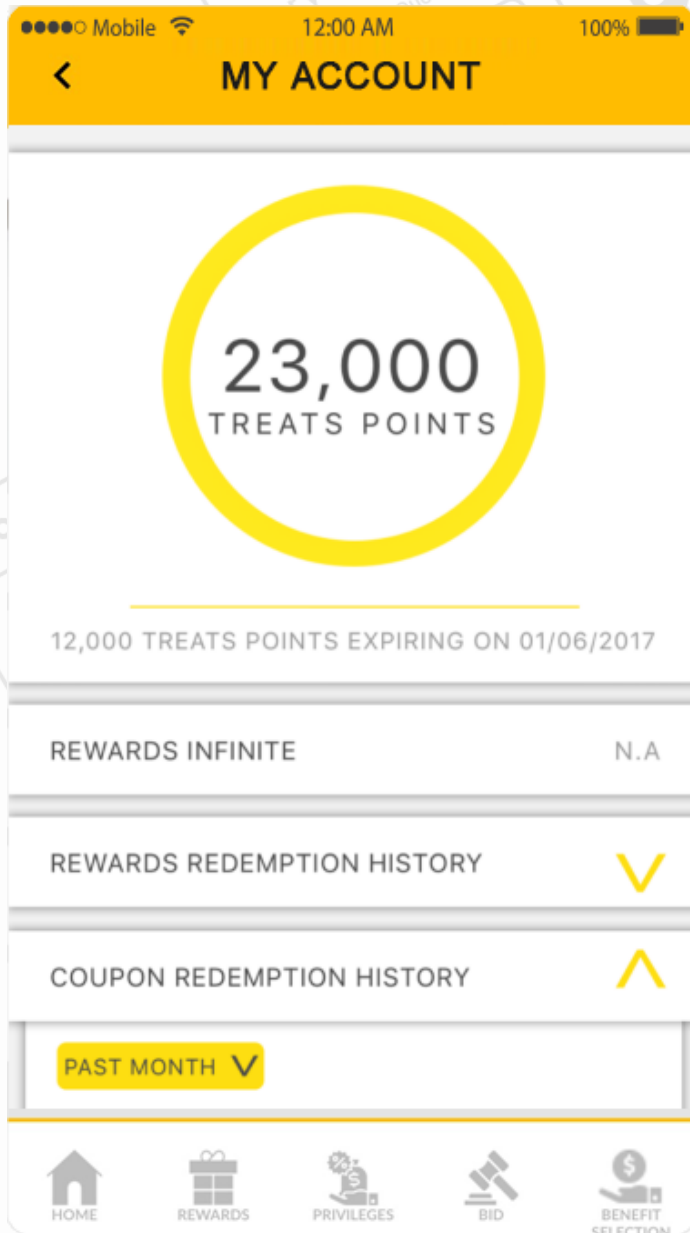 Mobile 12:00 AM 100%
MY ACCOUNT
23,000
TREATS POINTS
12,000 TREATS POINTS EXPIRING ON 01/06/2017
REWARDS INFINITE N.A
REWARDS REDEMPTION HISTORY
COUPON REDEMPTION HISTORY
PAST MONTH
HOME REWARDS PRIVILEGES BID BENEFIT
SELECTION